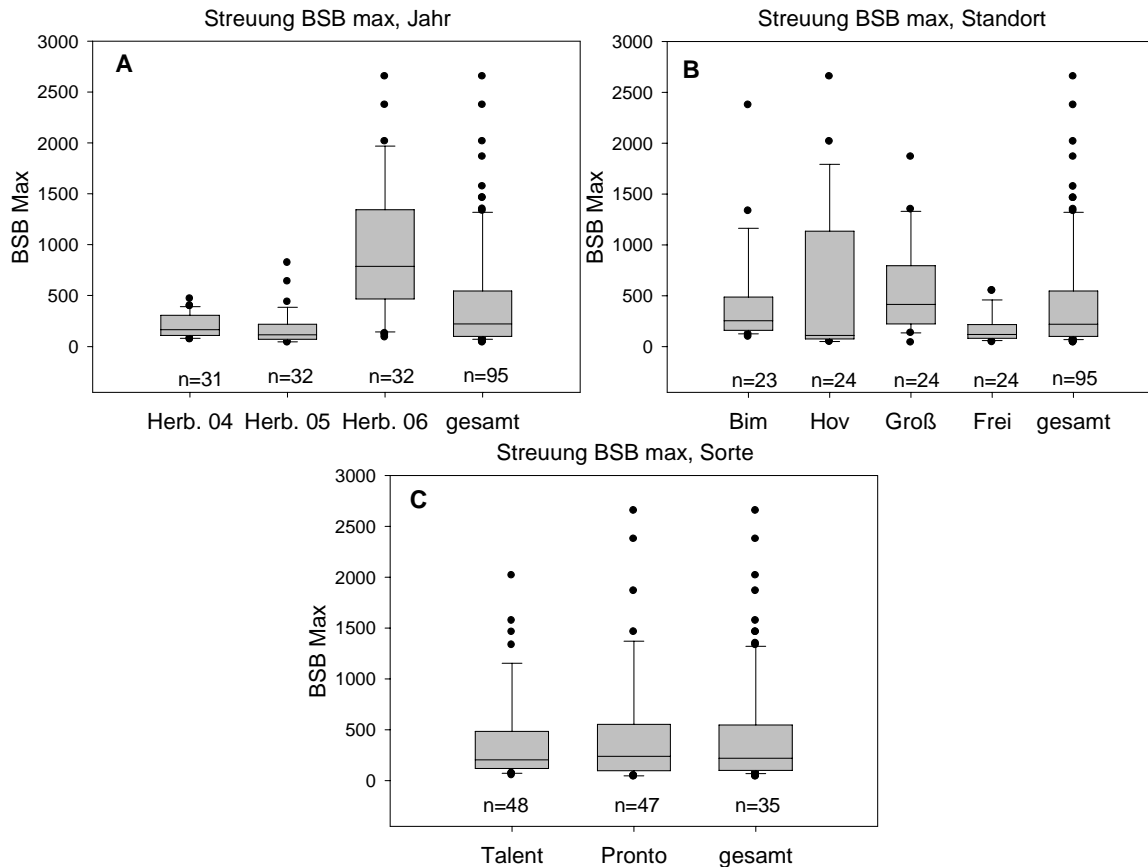 Streuung BSB max, Jahr
A
BSB Max
3000
2500
2000
1500
1000
500
0
n=31 n=32 n=32 n=95
Herb. 04 Herb. 05 Herb. 06 gesamt
Streuung BSB max, Standort
B
BSB Max
3000
2500
2000
1500
1000
500
0
n=23 n=24 n=24 n=24 n=95
Bim Hov Groß Frei gesamt
Streuung BSB max, Sorte
C
BSB Max
3000
2500
2000
1500
1000
500
0
n=48 n=47 n=35
Talent Pronto gesamt